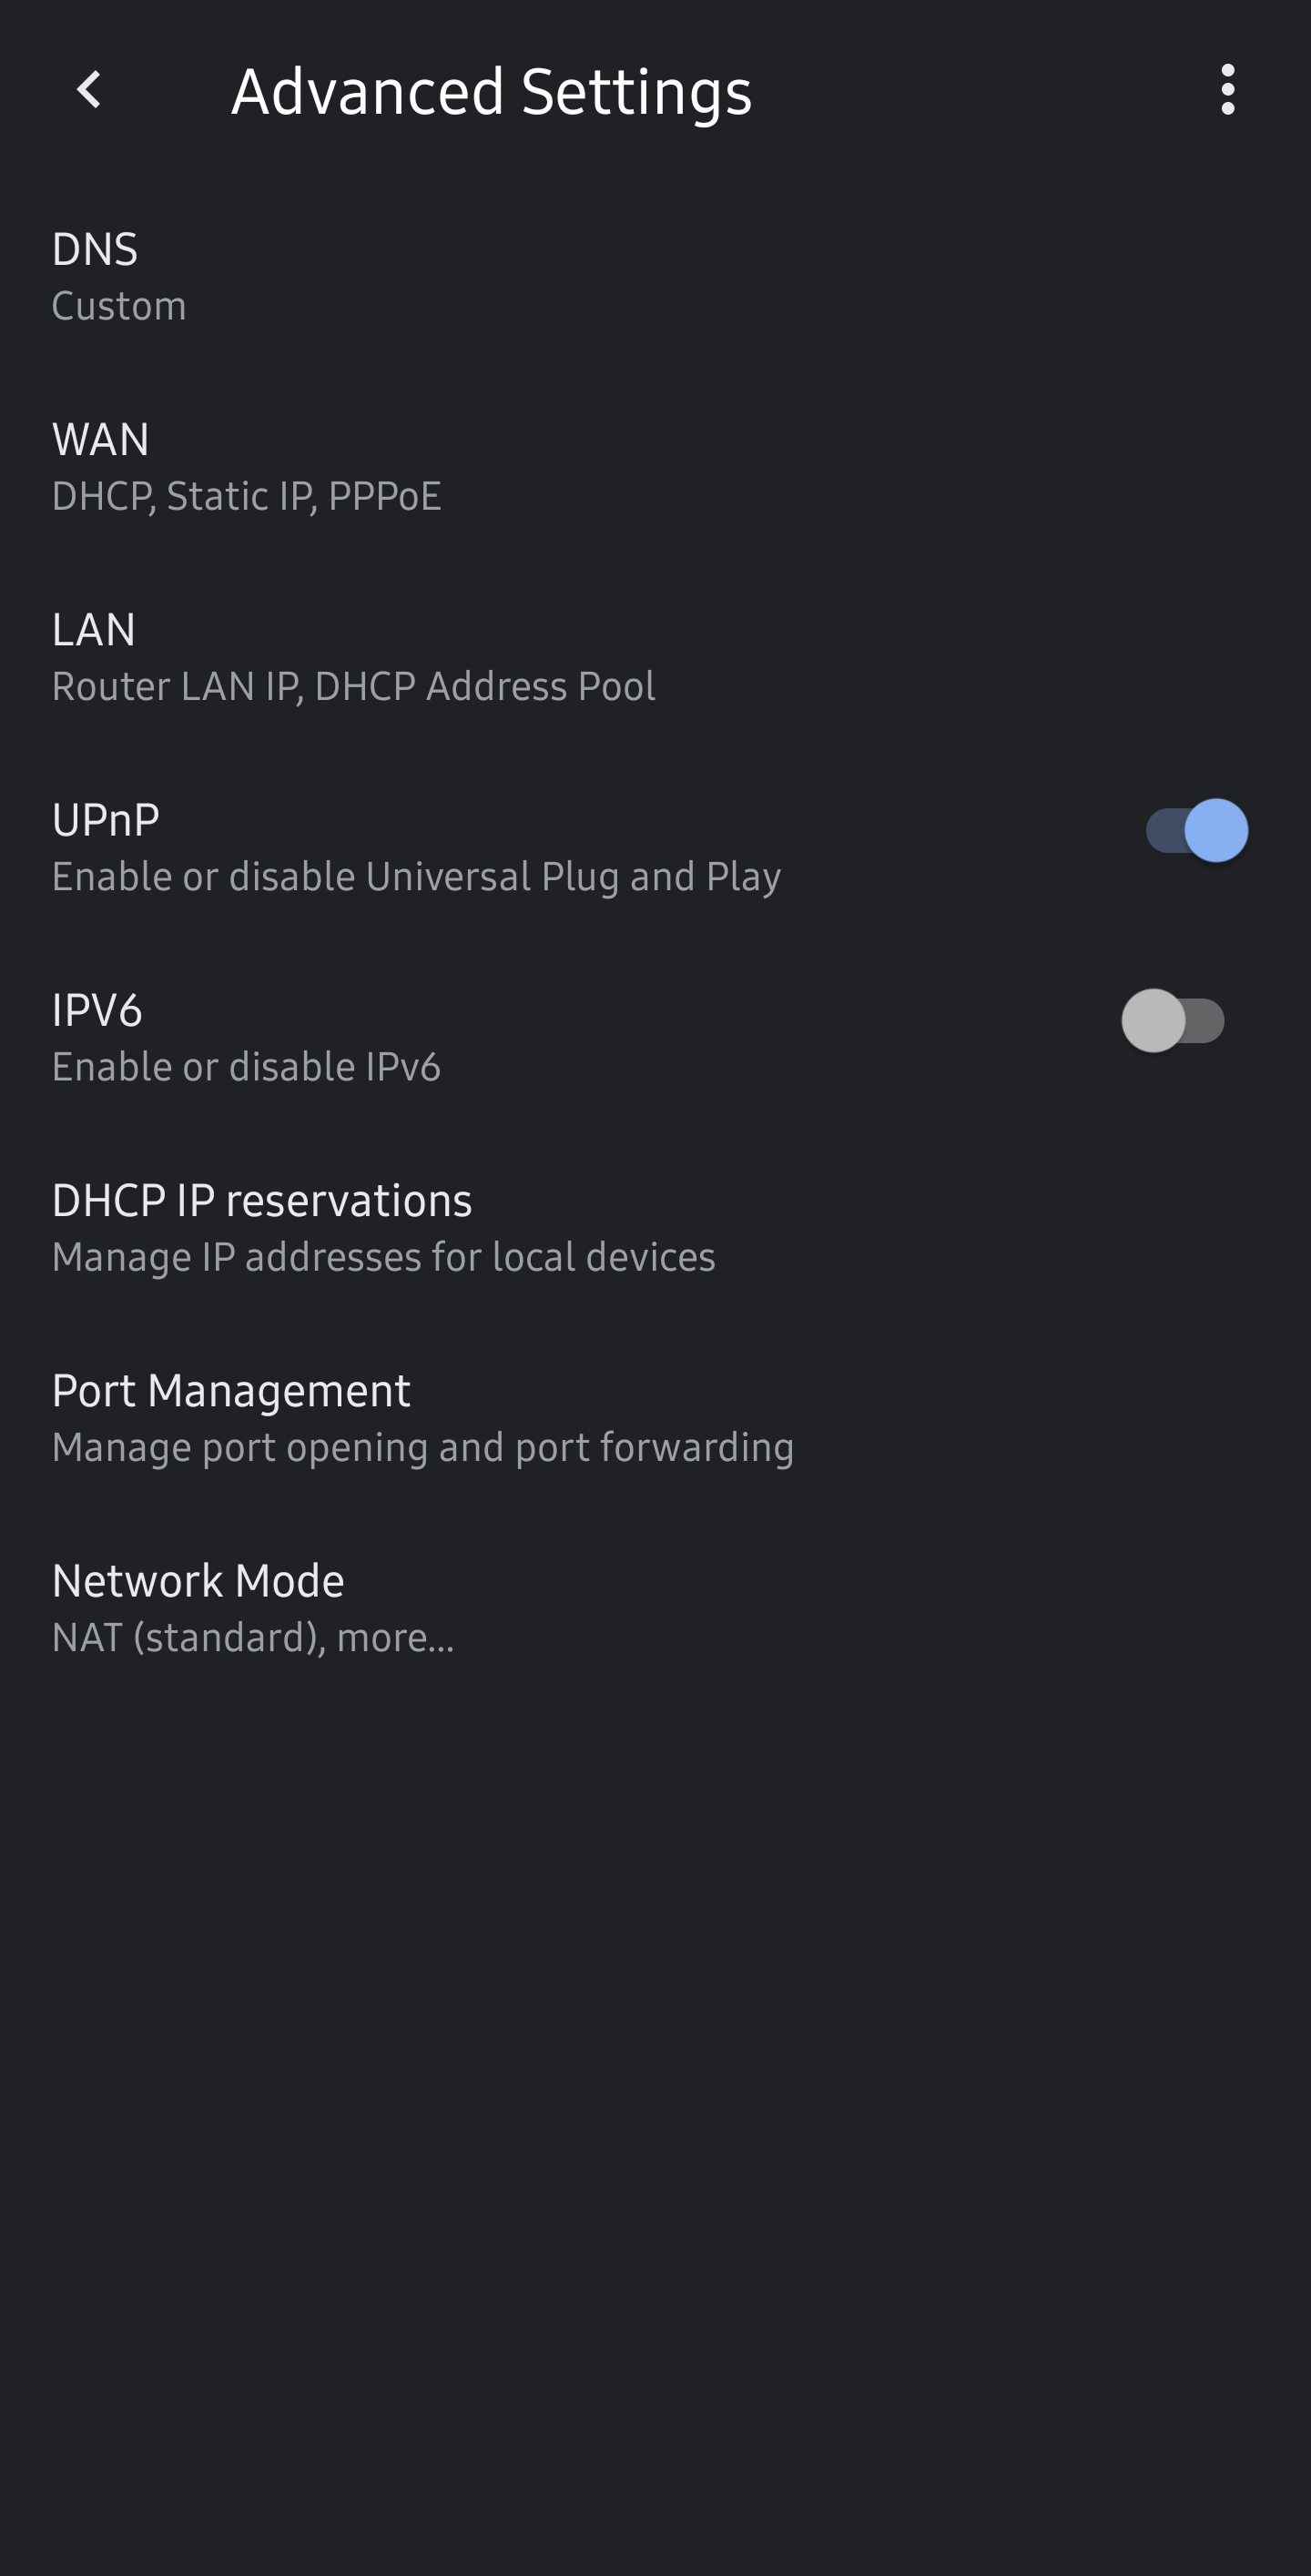 Advanced Settings
DNS
Custom
WAN
DHCP, Static IP, PPPoE
LAN
Router LAN IP, DHCP Address Pool
UPnP
Enable or disable Universal Plug and Play
IPV6
Enable or disable IPv6
DHCP IP reservations
Manage IP addresses for local devices
Port Management
Manage port opening and port forwarding
Network Mode
NAT (standard), more...